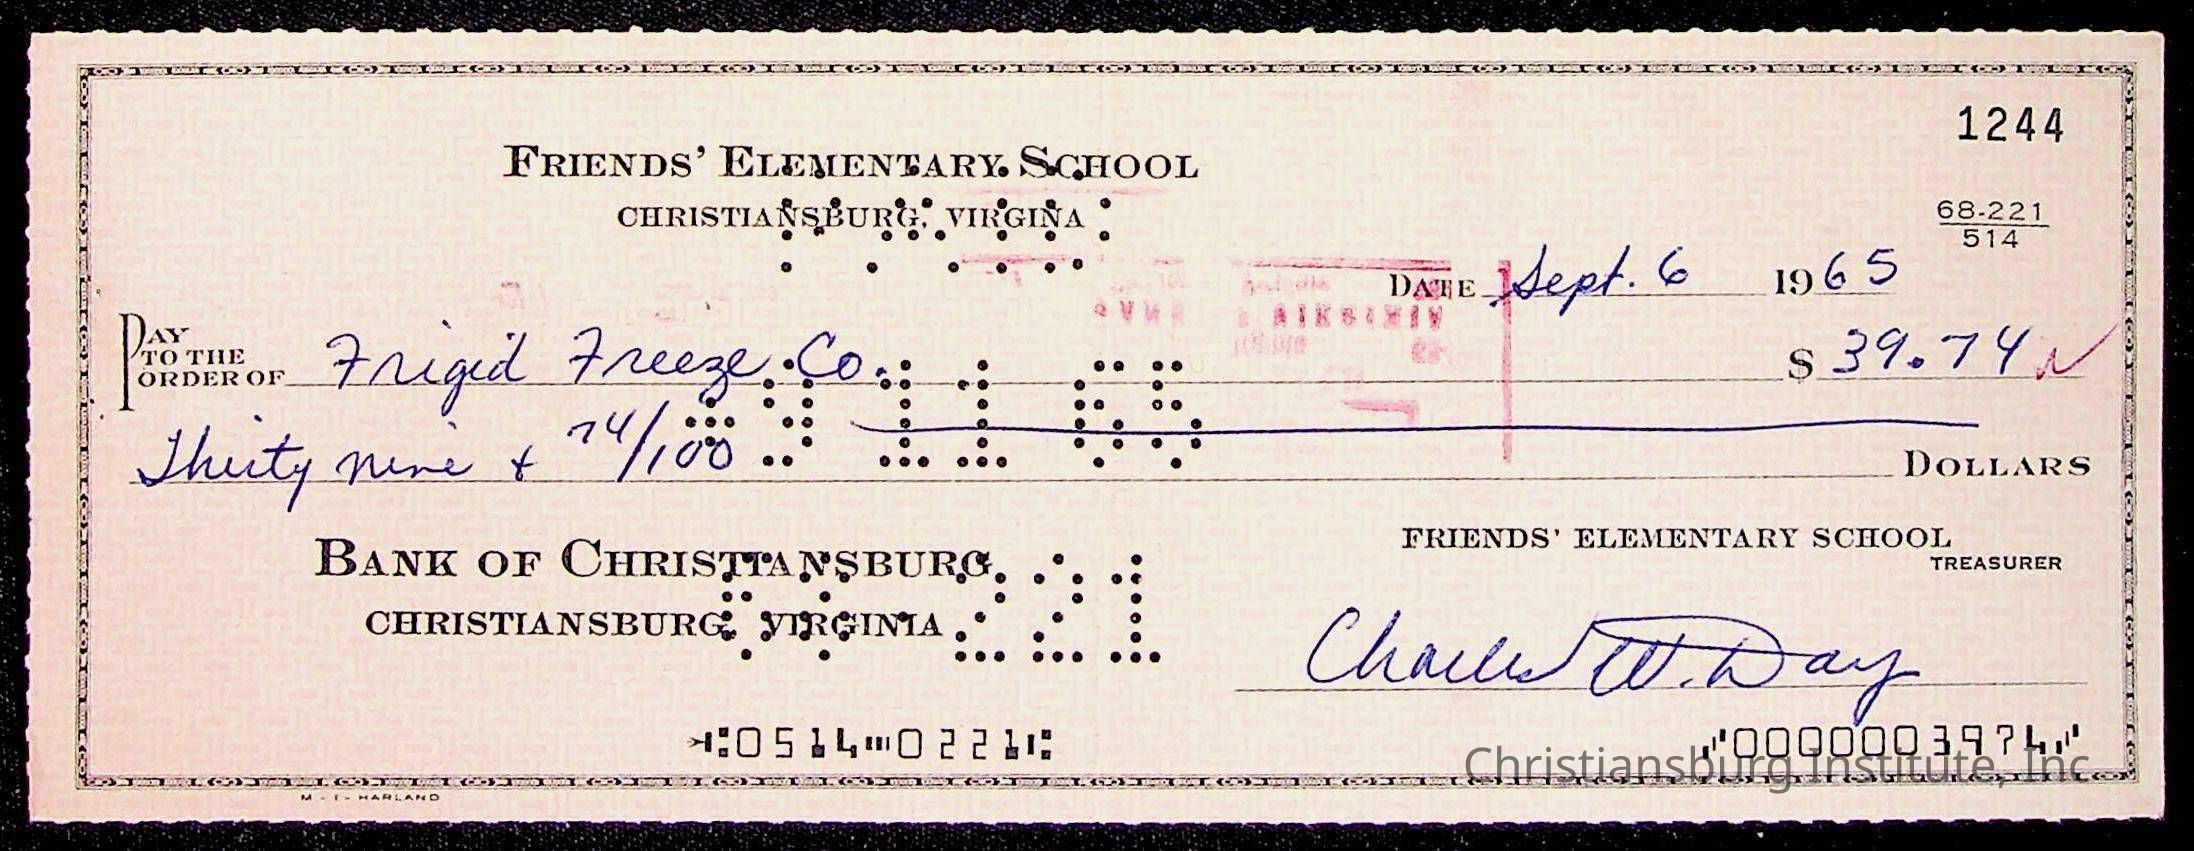 1244
FRIENDS' ELEMENTARY SCHOOL
CHRISTIANSBURG, VIRGINA
68-221
514
DATE Sept. 6 1965
PAY TO THE ORDER OF Frigid Freeze Co. $ 39.74
Thirty nine & 74/100 DOLLARS
BANK OF CHRISTIANSBURG
CHRISTIANSBURG, VIRGINIA
FRIENDS' ELEMENTARY SCHOOL
TREASURER
Charles W. Day
0514 0221
0000003974
Christiansburg Institute, Inc
HARLAND